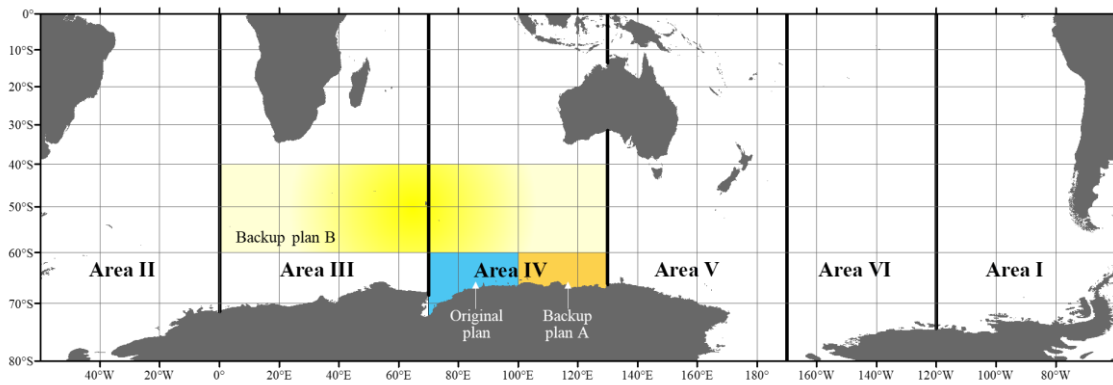 0°
10°S
20°S
30°S
40°S
50°S
Backup plan B
60°S
Area II
Area III
Area IV
Area V
Area VI
Area I
70°S
Original
plan
Backup
plan A
80°S
40°W
20°W
0°
20°E
40°E
60°E
80°E
100°E
120°E
140°E
160°E
180°
160°W
140°W
120°W
100°W
80°W